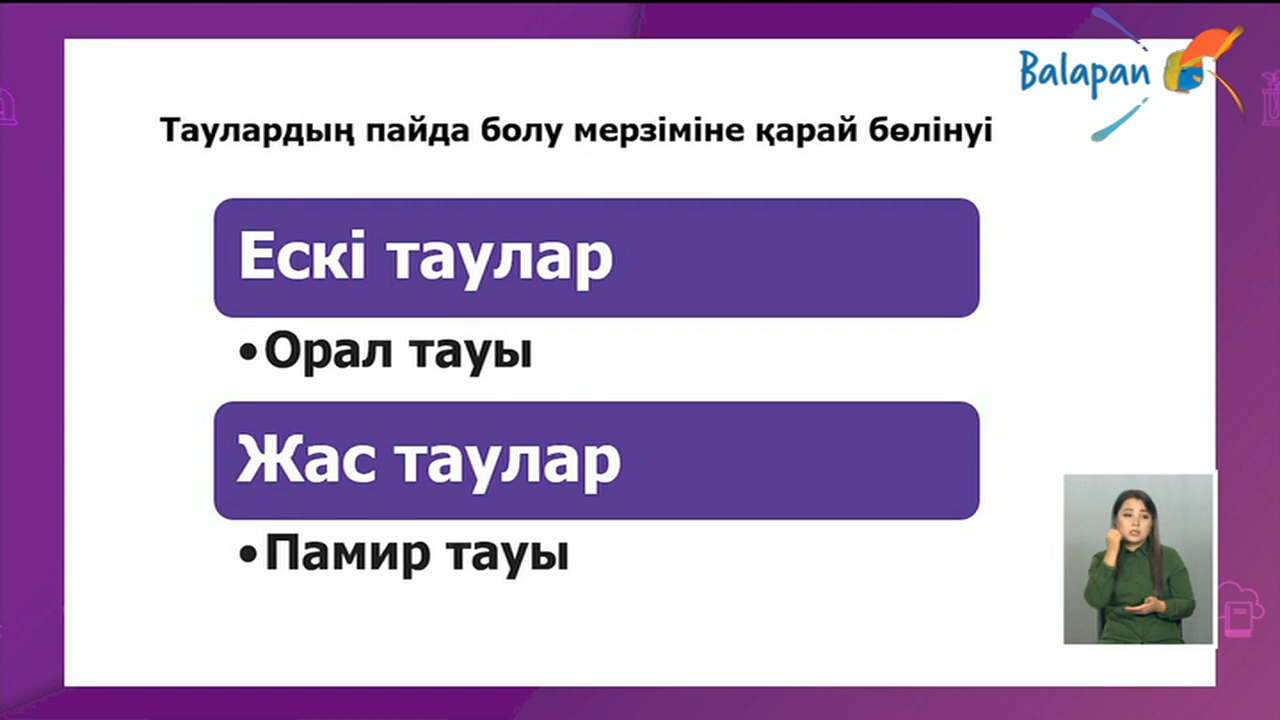 Balapan
Таулардың пайда болу мерзіміне қарай бөлінуі
Ескі таулар
•Орал тауы
Жас таулар
•Памир тауы